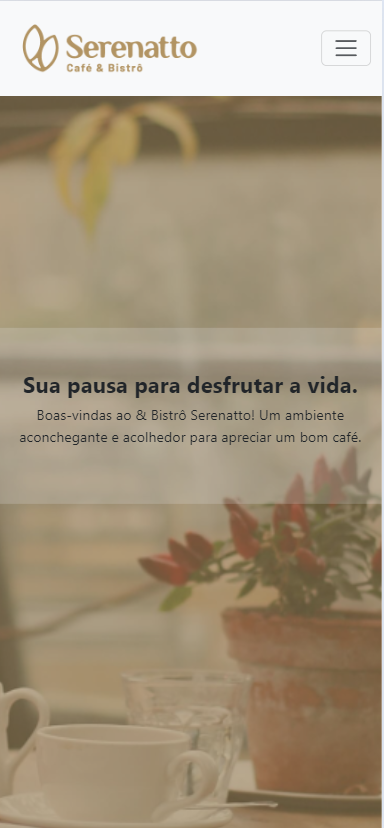 Serenatto
Café & Bistrô
Sua pausa para desfrutar a vida.
Boas-vindas ao & Bistrô Serenatto! Um ambiente
aconchegante e acolhedor para apreciar um bom café.